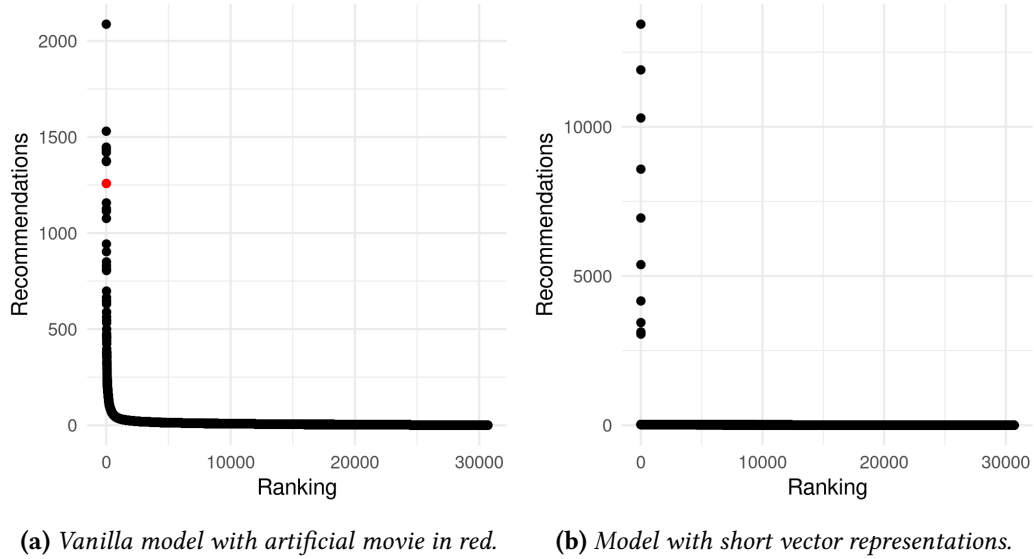 2000
1500
1000
500
0
Recommendations
0
10000
20000
30000
Ranking
10000
5000
0
Recommendations
0
10000
20000
30000
Ranking
(a) Vanilla model with artificial movie in red.
(b) Model with short vector representations.